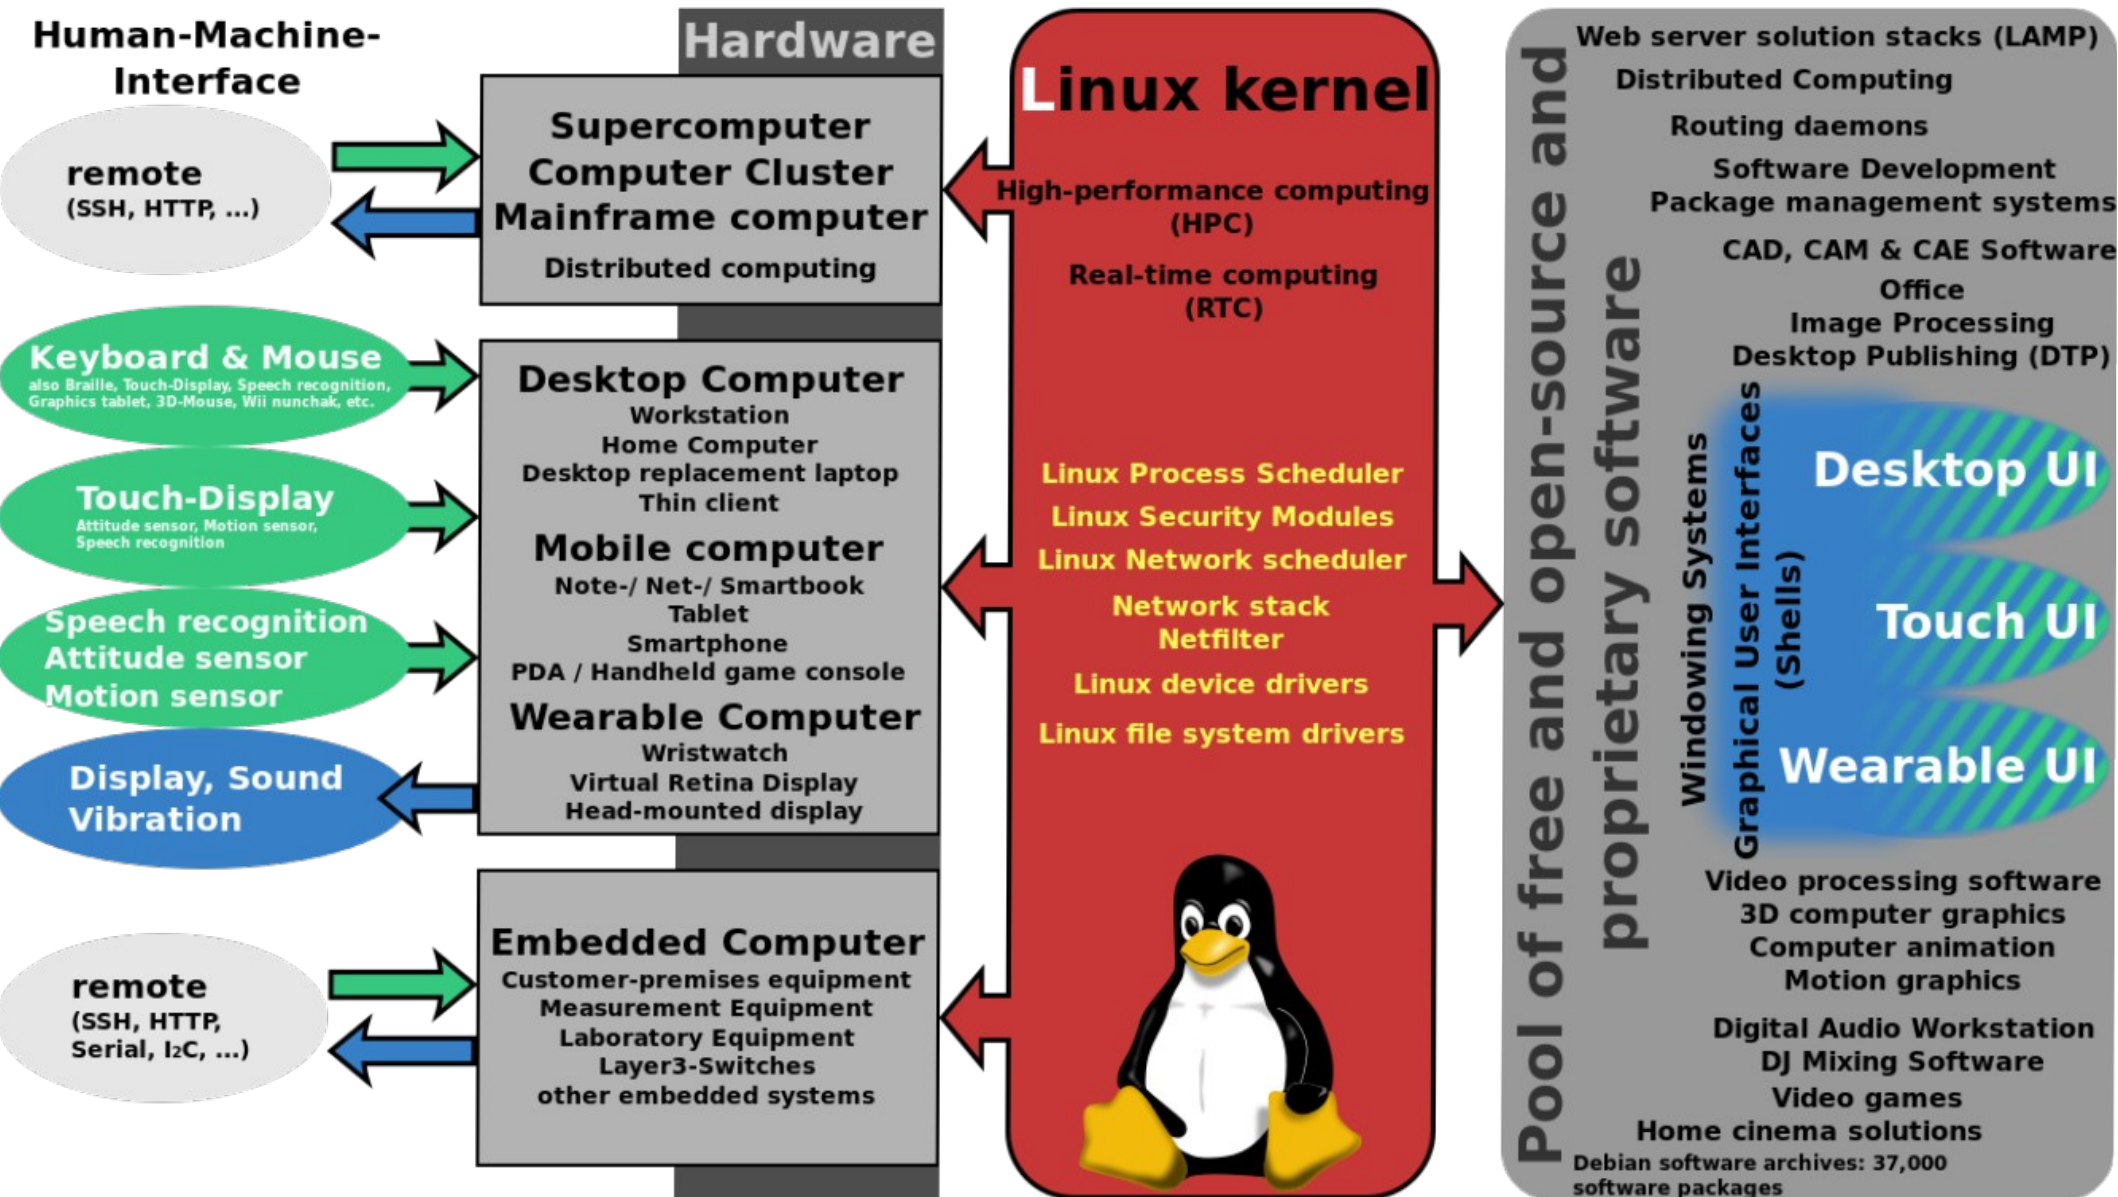 Human-Machine-
Interface
remote
(SSH, HTTP, ...)
Keyboard & Mouse
also Braille, Touch-Display, Speech recognition,
Graphics tablet, 3D-Mouse, Wii nunchak, etc.
Touch-Display
Attitude sensor, Motion sensor,
Speech recognition
Speech recognition
Attitude sensor
Motion sensor
Display, Sound
Vibration
remote
(SSH, HTTP,
Serial, I2C, ...)
Hardware
Supercomputer
Computer Cluster
Mainframe computer
Distributed computing
Desktop Computer
Workstation
Home Computer
Desktop replacement laptop
Thin client
Mobile computer
Note-/ Net-/ Smartbook
Tablet
Smartphone
PDA / Handheld game console
Wearable Computer
Wristwatch
Virtual Retina Display
Head-mounted display
Embedded Computer
Customer-premises equipment
Measurement Equipment
Laboratory Equipment
Layer3-Switches
other embedded systems
Linux kernel
High-performance computing
(HPC)
Real-time computing
(RTC)
Linux Process Scheduler
Linux Security Modules
Linux Network scheduler
Network stack
Netfilter
Linux device drivers
Linux file system drivers
Pool of free and open-source and
proprietary software
Web server solution stacks (LAMP)
Distributed Computing
Routing daemons
Software Development
Package management systems
CAD, CAM & CAE Software
Office
Image Processing
Desktop Publishing (DTP)
Windowing Systems
Graphical User Interfaces
(Shells)
Desktop UI
Touch UI
Wearable UI
Video processing software
3D computer graphics
Computer animation
Motion graphics
Digital Audio Workstation
DJ Mixing Software
Video games
Home cinema solutions
Debian software archives: 37,000
software packages